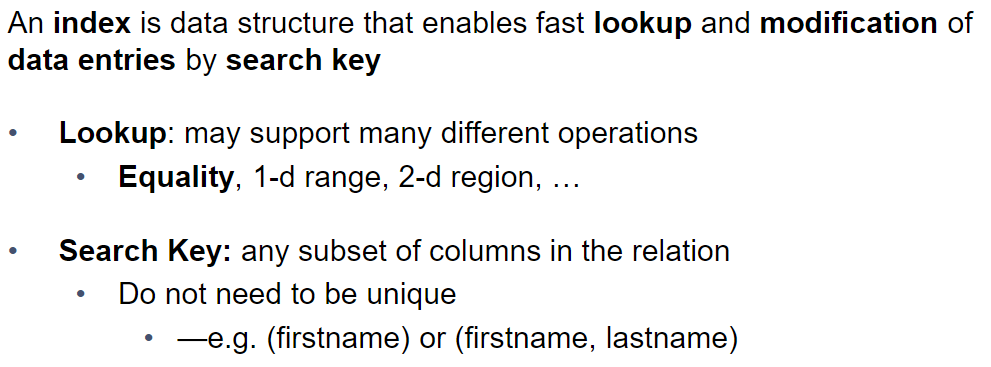 An index is data structure that enables fast lookup and modification of
data entries by search key
• Lookup: may support many different operations
• Equality, 1-d range, 2-d region, …
• Search Key: any subset of columns in the relation
• Do not need to be unique
• —e.g. (firstname) or (firstname, lastname)